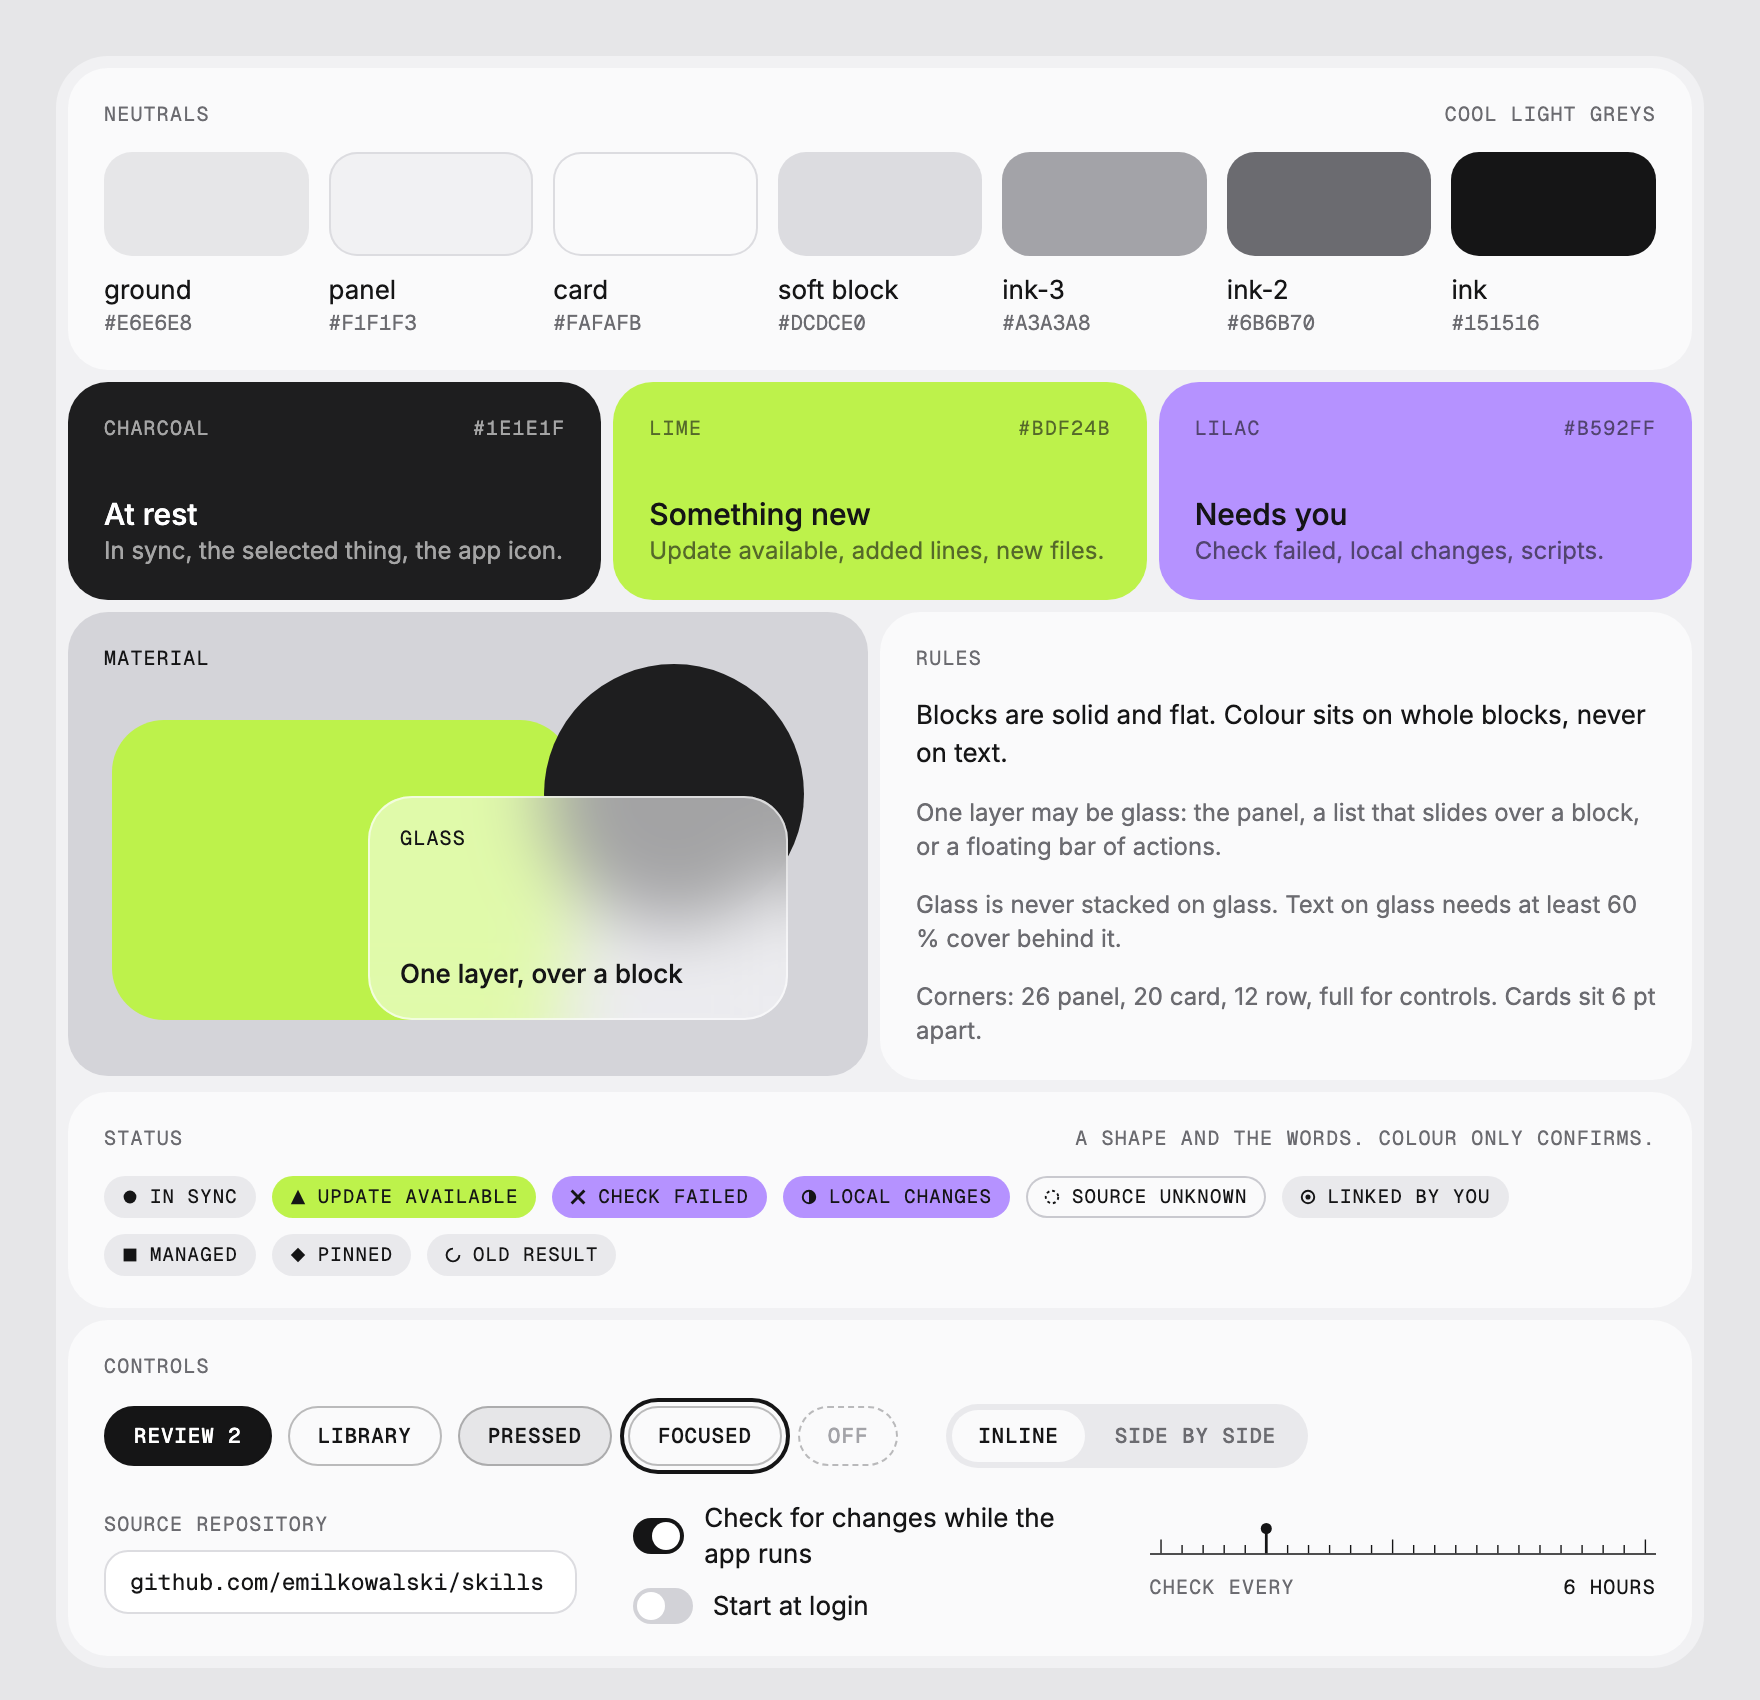 NEUTRALS
COOL LIGHT GREYS
ground
panel
card
soft block
ink-3
ink-2
ink
#E6E6E8
#F1F1F3
#FAFAFB
#DCDCE0
#A3A3A8
#6B6B70
#151516
CHARCOAL
#1E1E1F
At rest
In sync, the selected thing, the app icon.
LIME
#BDF24B
Something new
Update available, added lines, new files.
LILAC
#B592FF
Needs you
Check failed, local changes, scripts.
MATERIAL
GLASS
One layer, over a block
RULES
Blocks are solid and flat. Colour sits on whole blocks, never
on text.
One layer may be glass: the panel, a list that slides over a block,
or a floating bar of actions.
Glass is never stacked on glass. Text on glass needs at least 60
% cover behind it.
Corners: 26 panel, 20 card, 12 row, full for controls. Cards sit 6 pt
apart.
STATUS
A SHAPE AND THE WORDS. COLOUR ONLY CONFIRMS.
IN SYNC
UPDATE AVAILABLE
CHECK FAILED
LOCAL CHANGES
SOURCE UNKNOWN
LINKED BY YOU
MANAGED
PINNED
OLD RESULT
CONTROLS
REVIEW 2
LIBRARY
PRESSED
FOCUSED
OFF
INLINE
SIDE BY SIDE
SOURCE REPOSITORY
github.com/emilkowalski/skills
Check for changes while the
app runs
Start at login
CHECK EVERY
6 HOURS